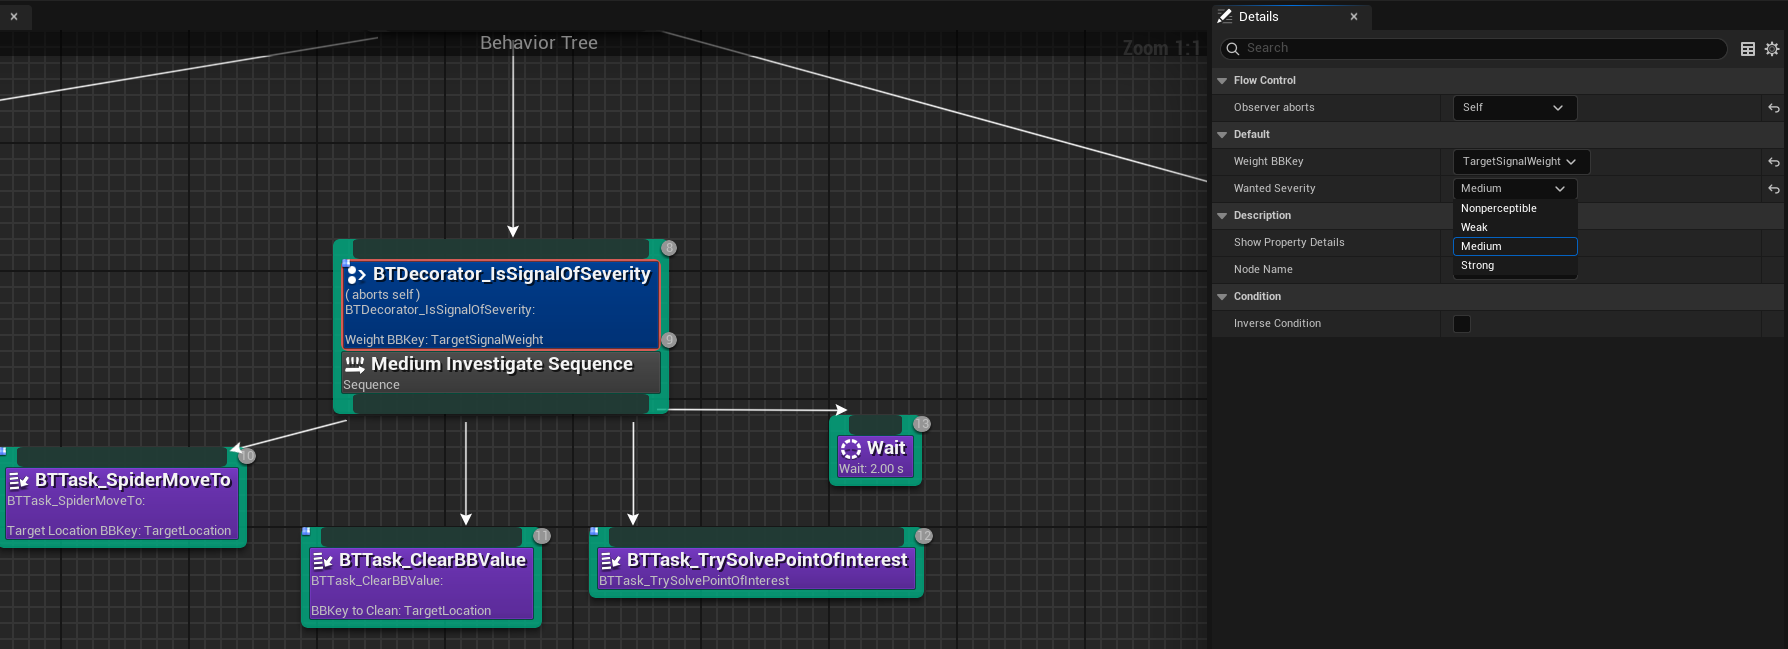 Behavior Tree
Zoom 1:1
8
BTDecorator_IsSignalOfSeverity
( aborts self )
BTDecorator_IsSignalOfSeverity:
Weight BBKey: TargetSignalWeight
9
Medium Investigate Sequence
Sequence
10
BTTask_SpiderMoveTo
BTTask_SpiderMoveTo:
Target Location BBKey: TargetLocation
11
BTTask_ClearBBValue
BTTask_ClearBBValue:
BBKey to Clean: TargetLocation
12
BTTask_TrySolvePointOfInterest
BTTask_TrySolvePointOfInterest
13
Wait
Wait: 2.00 s
Details
Search
Flow Control
Observer aborts
Self
Default
Weight BBKey
TargetSignalWeight
Wanted Severity
Medium
Nonperceptible
Weak
Medium
Strong
Description
Show Property Details
Node Name
Condition
Inverse Condition